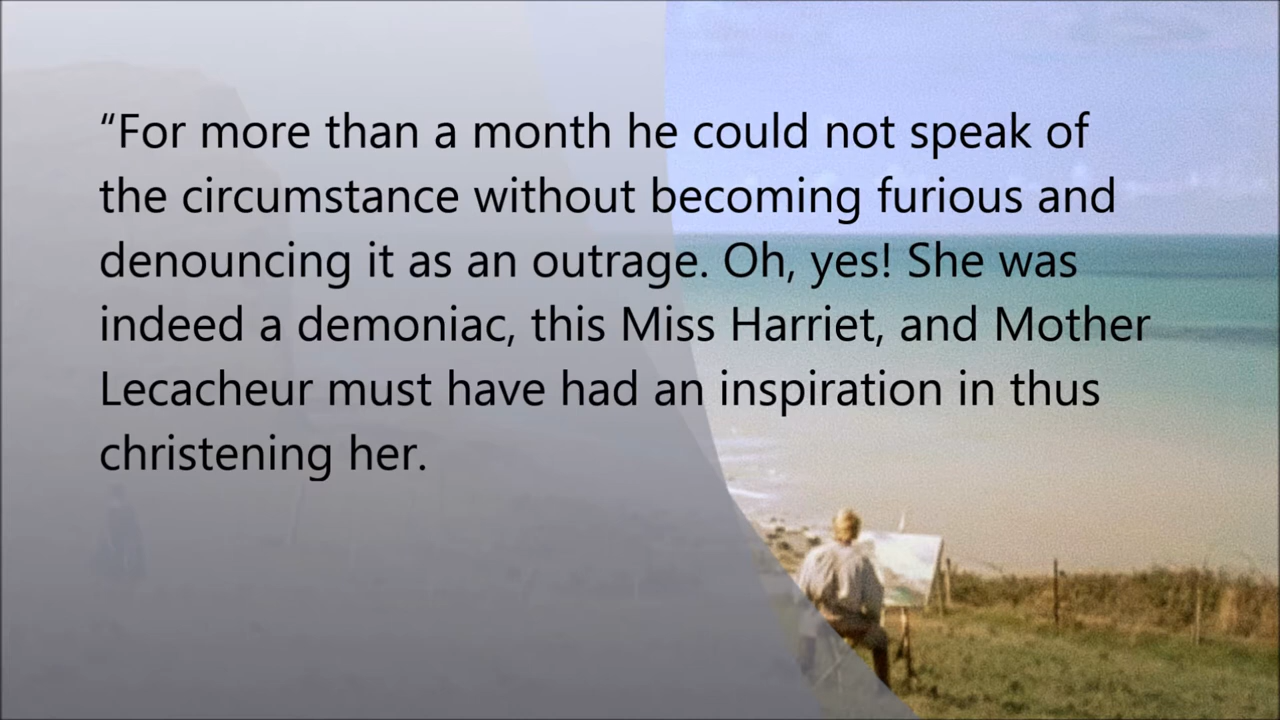 “For more than a month he could not speak of
the circumstance without becoming furious and
denouncing it as an outrage. Oh, yes! She was
indeed a demoniac, this Miss Harriet, and Mother
Lecacheur must have had an inspiration in thus
christening her.